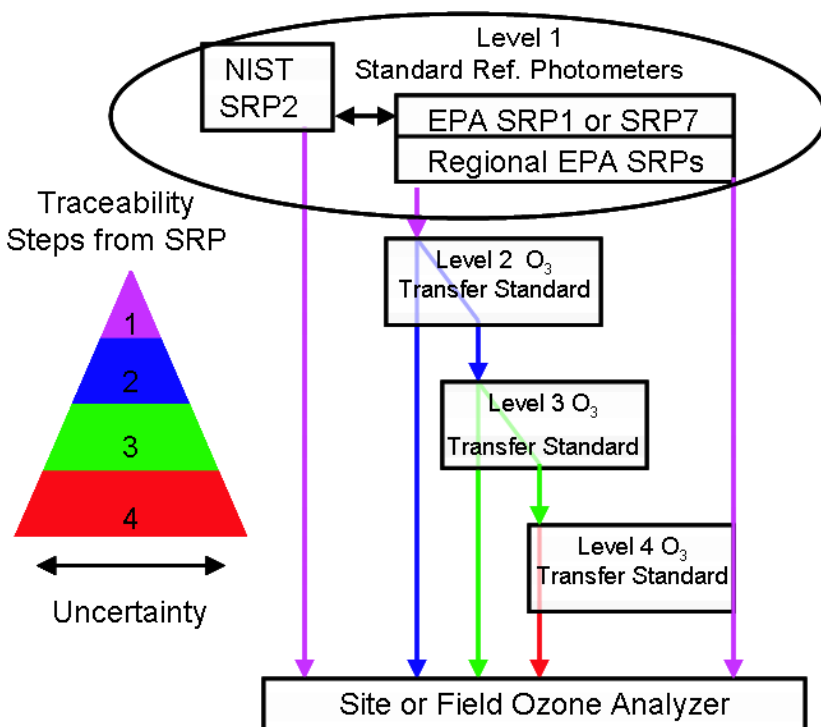 Level 1
Standard Ref. Photometers
NIST
SRP2
EPA SRP1 or SRP7
Regional EPA SRPs
Traceability
Steps from SRP
1
2
3
4
Uncertainty
Level 2 O₃
Transfer Standard
Level 3 O₃
Transfer Standard
Level 4 O₃
Transfer Standard
Site or Field Ozone Analyzer